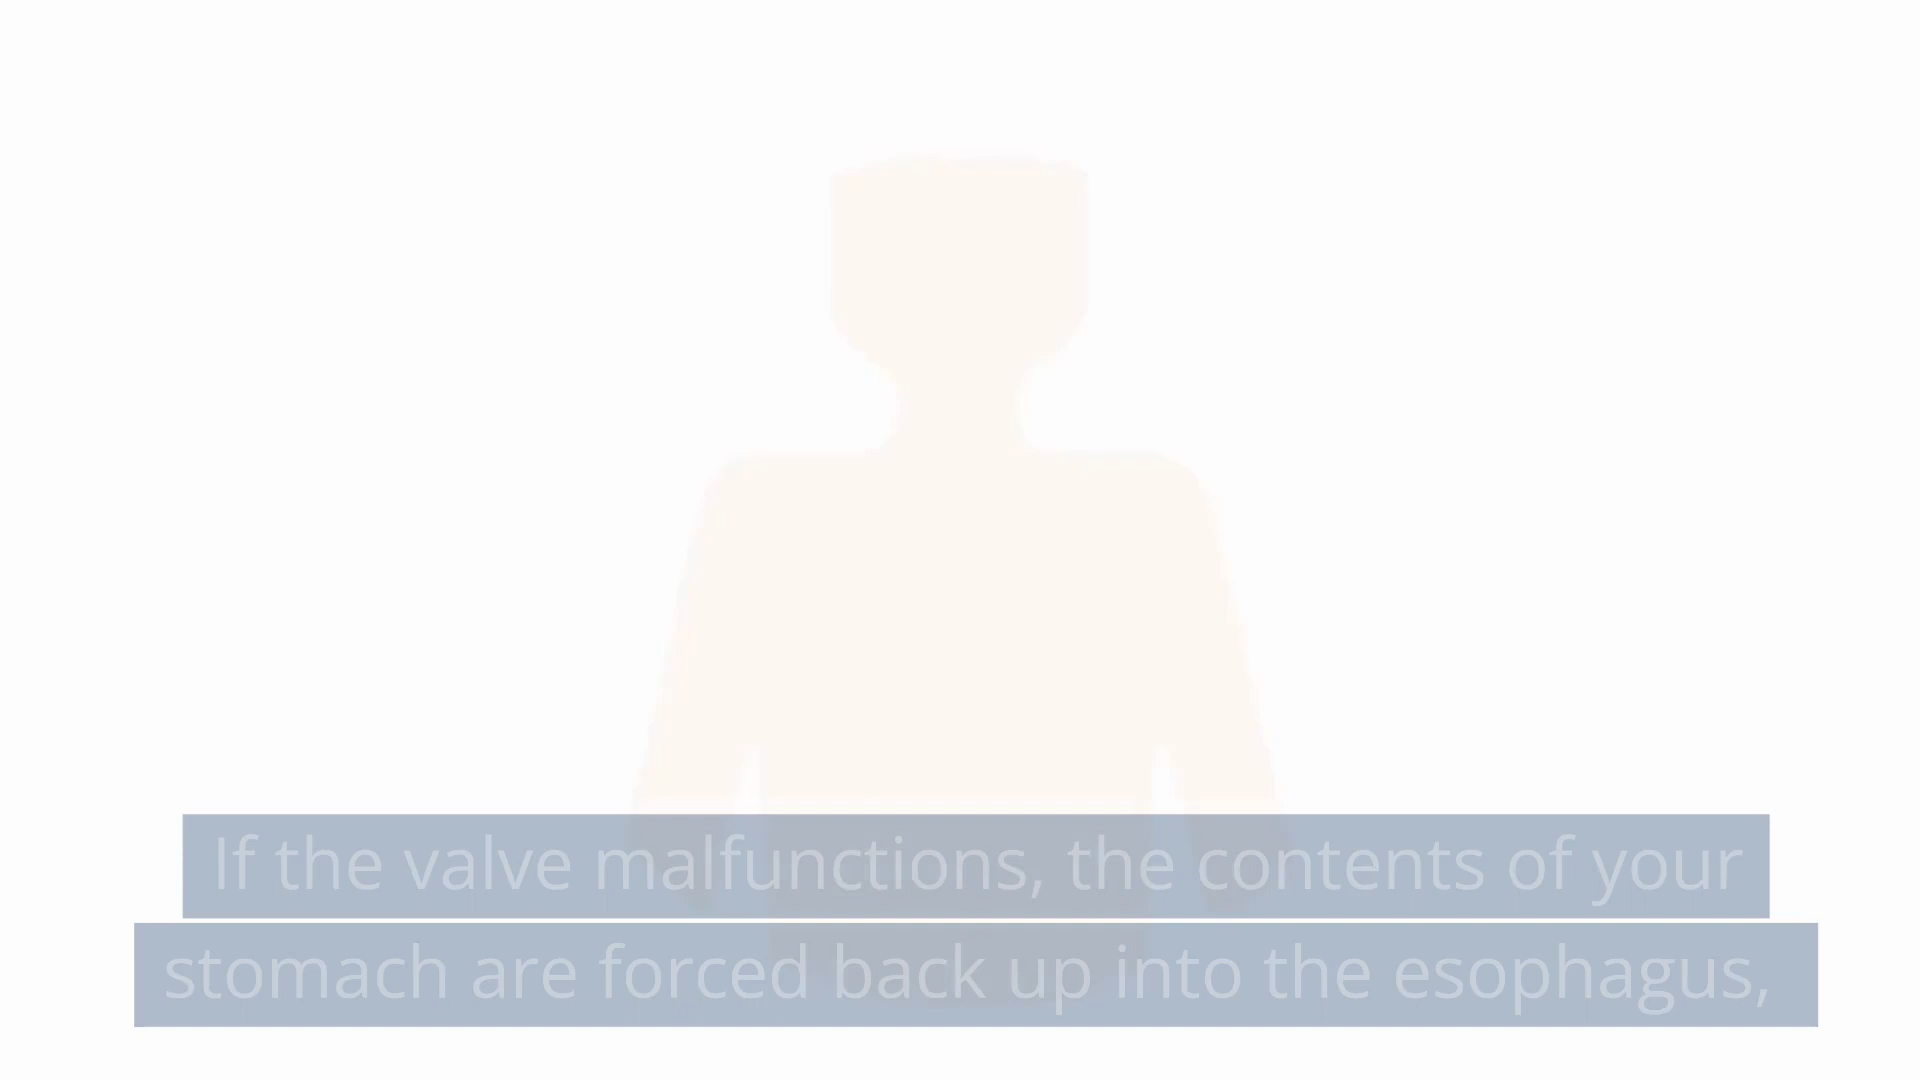 If the valve malfunctions, the contents of your
stomach are forced back up into the esophagus,